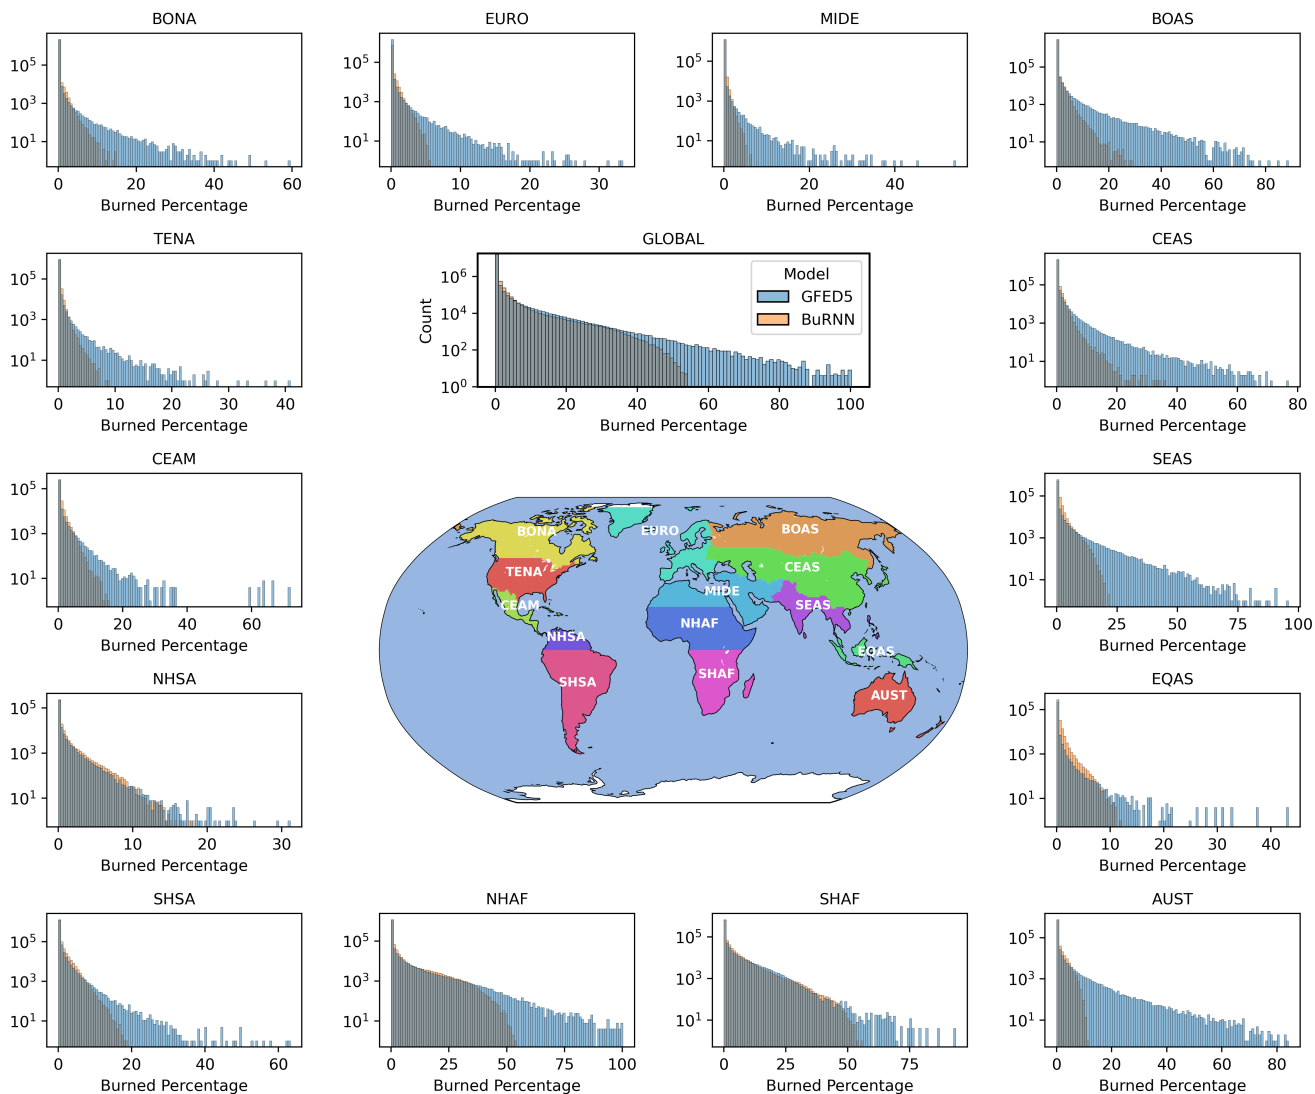 BONA
10^5
10^3
10^1
0 20 40 60
Burned Percentage
EURO
10^5
10^3
10^1
0 10 20 30
Burned Percentage
MIDE
10^5
10^3
10^1
0 20 40
Burned Percentage
BOAS
10^5
10^3
10^1
0 20 40 60 80
Burned Percentage
TENA
10^5
10^3
10^1
0 10 20 30 40
Burned Percentage
GLOBAL
Count
10^6
10^4
10^2
10^0
0 20 40 60 80 100
Burned Percentage
Model
GFED5
BuRNN
CEAS
10^5
10^3
10^1
0 20 40 60 80
Burned Percentage
CEAM
10^5
10^3
10^1
0 20 40 60
Burned Percentage
BONA
EURO
BOAS
TENA
CEAS
MIDE
CEAM
SEAS
NHAF
NHSA
EQAS
SHSA
SHAF
AUST
SEAS
10^5
10^3
10^1
0 25 50 75 100
Burned Percentage
NHSA
10^5
10^3
10^1
0 10 20 30
Burned Percentage
EQAS
10^5
10^3
10^1
0 10 20 30 40
Burned Percentage
SHSA
10^5
10^3
10^1
0 20 40 60
Burned Percentage
NHAF
10^5
10^3
10^1
0 25 50 75 100
Burned Percentage
SHAF
10^5
10^3
10^1
0 25 50 75
Burned Percentage
AUST
10^5
10^3
10^1
0 20 40 60 80
Burned Percentage